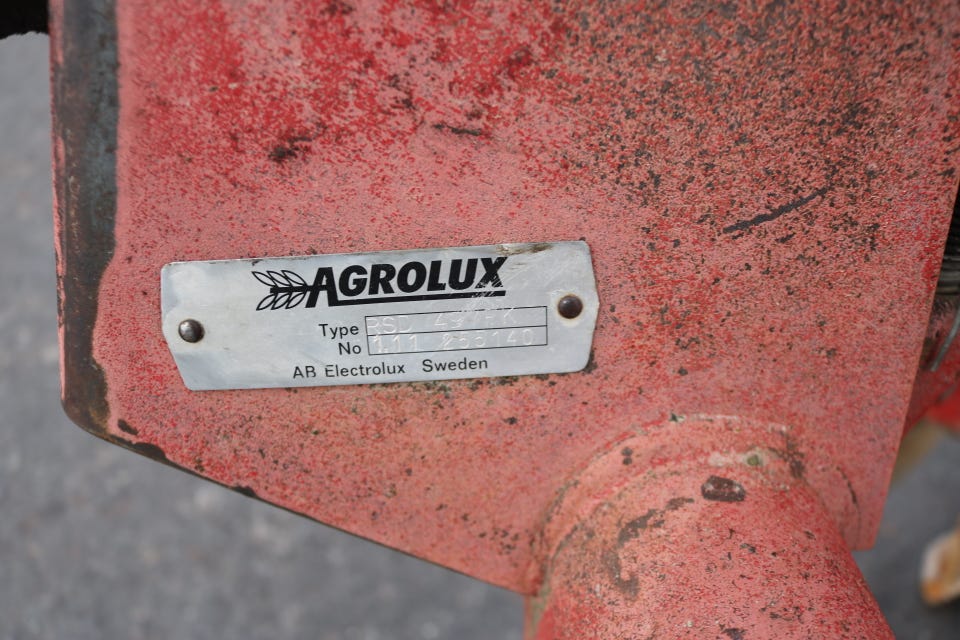 AGROLUX
Type RSD
No
AB Electrolux Sweden